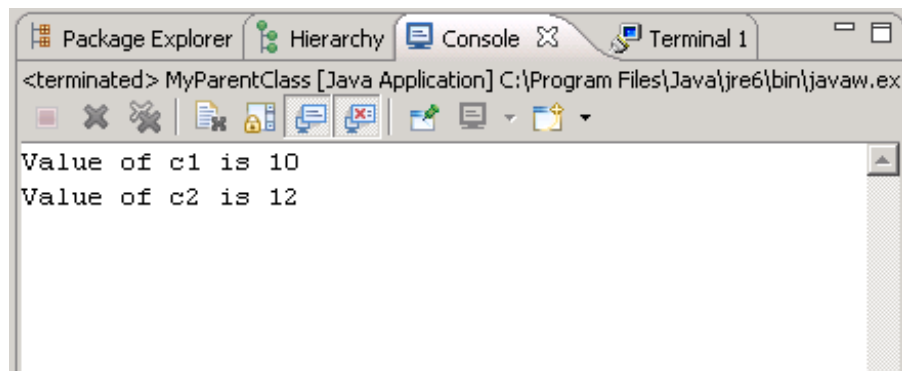 Package Explorer Hierarchy Console Terminal 1
<terminated> MyParentClass [Java Application] C:\Program Files\Java\jre6\bin\javaw.ex
Value of c1 is 10
Value of c2 is 12